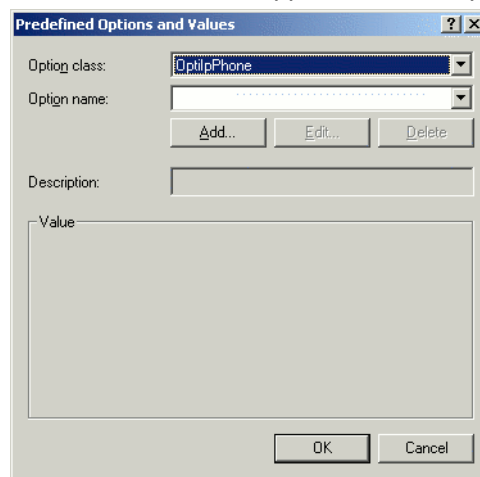 Predefined Options and Values
Option class: OptiIpPhone
Option name:
Add... Edit... Delete
Description:
Value
OK Cancel